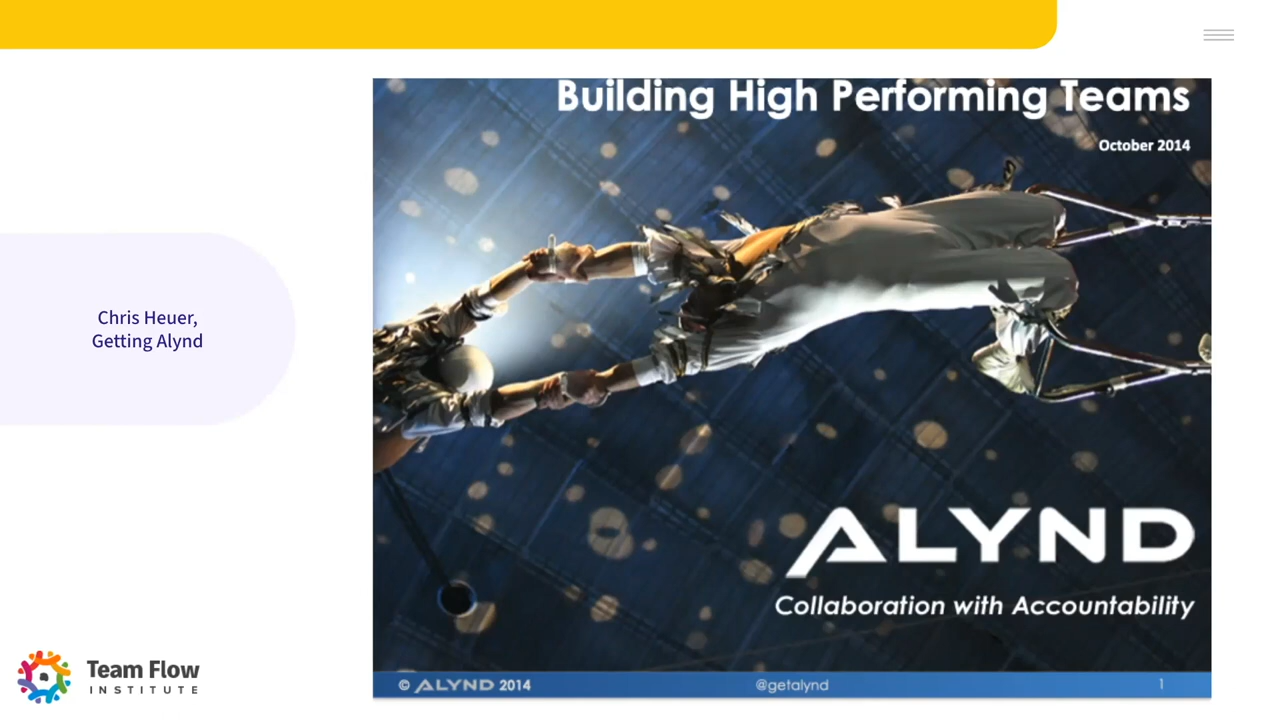 Building High Performing Teams
October 2014
Chris Heuer,
Getting Alynd
ALYND
Collaboration with Accountability
© ALYND 2014
@getalynd
1
Team Flow
INSTITUTE